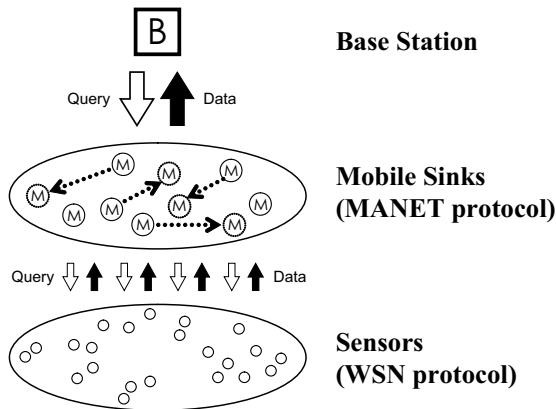 B
Base Station
Query
Data
M
M
M
M
M
M
M
M
M
M
Mobile Sinks
(MANET protocol)
Query
Data
Sensors
(WSN protocol)